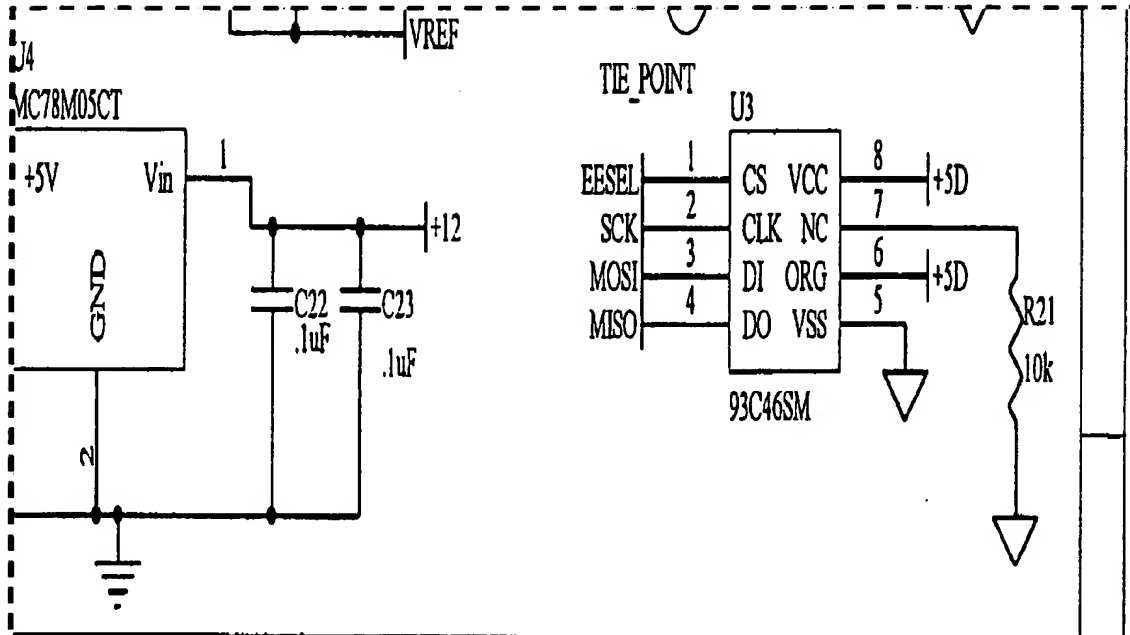 VREF
J4
MC78M05CT
+5V
Vin
1
GND
2
+12
C22
.1uF
C23
.1uF
TIE_POINT
U3
EESEL
1
CS
VCC
8
+5D
SCK
2
CLK
NC
7
MOSI
3
DI
ORG
6
+5D
MISO
4
DO
VSS
5
93C46SM
R21
10k